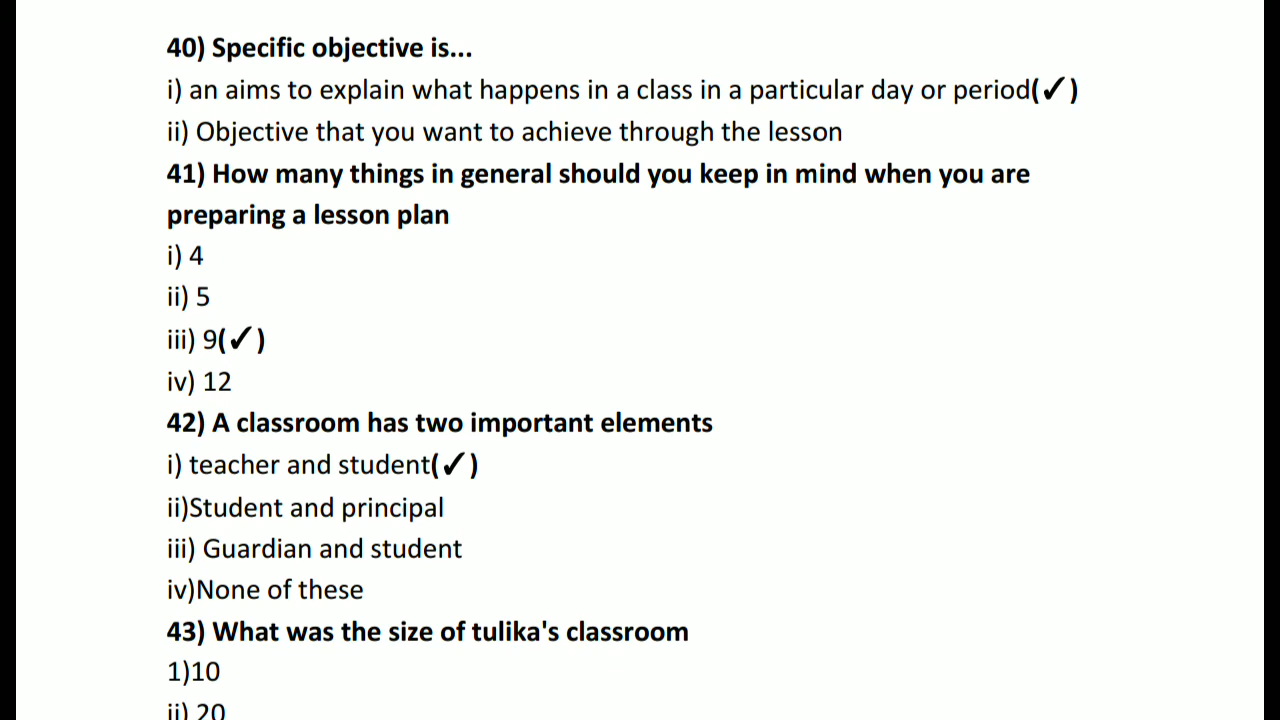 40) Specific objective is...
i) an aims to explain what happens in a class in a particular day or period(✓)
ii) Objective that you want to achieve through the lesson
41) How many things in general should you keep in mind when you are
preparing a lesson plan
i) 4
ii) 5
iii) 9(✓)
iv) 12
42) A classroom has two important elements
i) teacher and student(✓)
ii)Student and principal
iii) Guardian and student
iv)None of these
43) What was the size of tulika's classroom
1)10
ii) 20